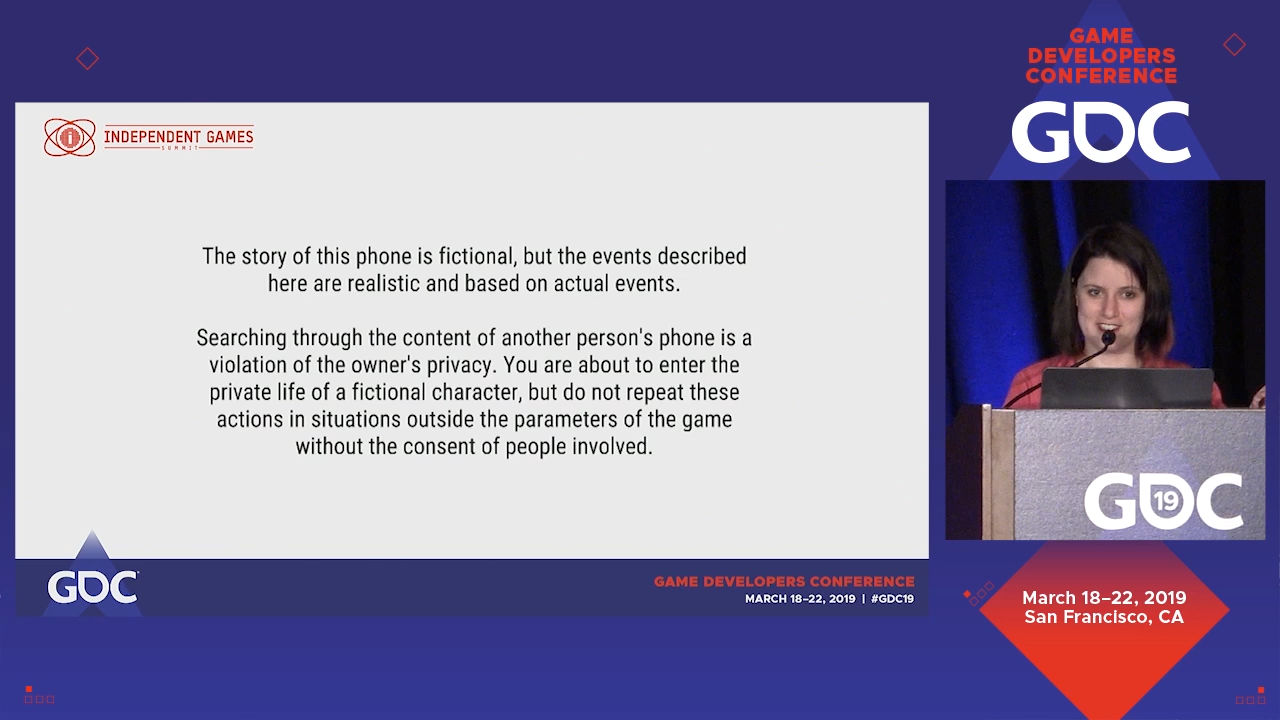 GAME
DEVELOPERS
CONFERENCE
GDC
INDEPENDENT GAMES
SUMMIT
The story of this phone is fictional, but the events described
here are realistic and based on actual events.
Searching through the content of another person's phone is a
violation of the owner's privacy. You are about to enter the
private life of a fictional character, but do not repeat these
actions in situations outside the parameters of the game
without the consent of people involved.
GDC
GAME DEVELOPERS CONFERENCE
MARCH 18–22, 2019 | #GDC19
GDC
19
March 18–22, 2019
San Francisco, CA